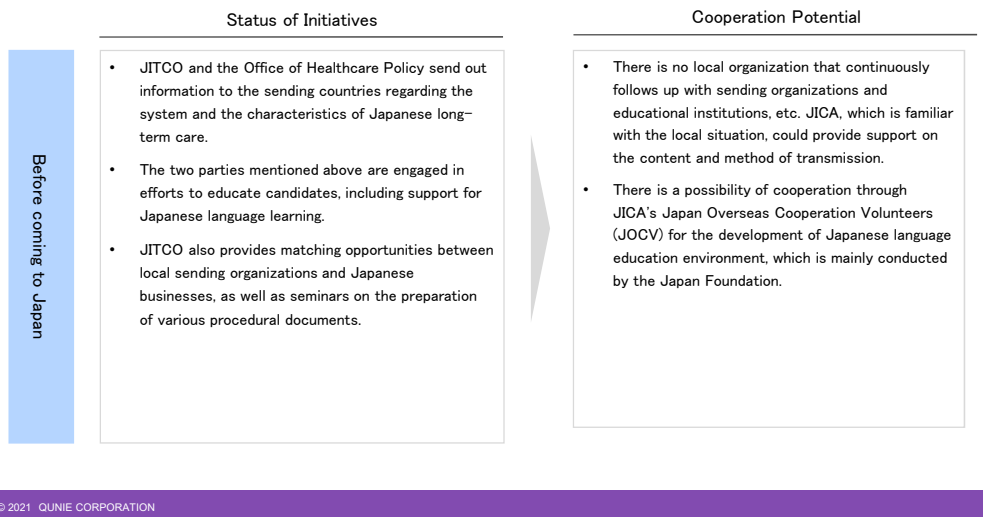 Status of Initiatives
Cooperation Potential
Before coming to Japan
• JITCO and the Office of Healthcare Policy send out
information to the sending countries regarding the
system and the characteristics of Japanese long-
term care.
• The two parties mentioned above are engaged in
efforts to educate candidates, including support for
Japanese language learning.
• JITCO also provides matching opportunities between
local sending organizations and Japanese
businesses, as well as seminars on the preparation
of various procedural documents.
• There is no local organization that continuously
follows up with sending organizations and
educational institutions, etc. JICA, which is familiar
with the local situation, could provide support on
the content and method of transmission.
• There is a possibility of cooperation through
JICA's Japan Overseas Cooperation Volunteers
(JOCV) for the development of Japanese language
education environment, which is mainly conducted
by the Japan Foundation.
© 2021 QUNIE CORPORATION